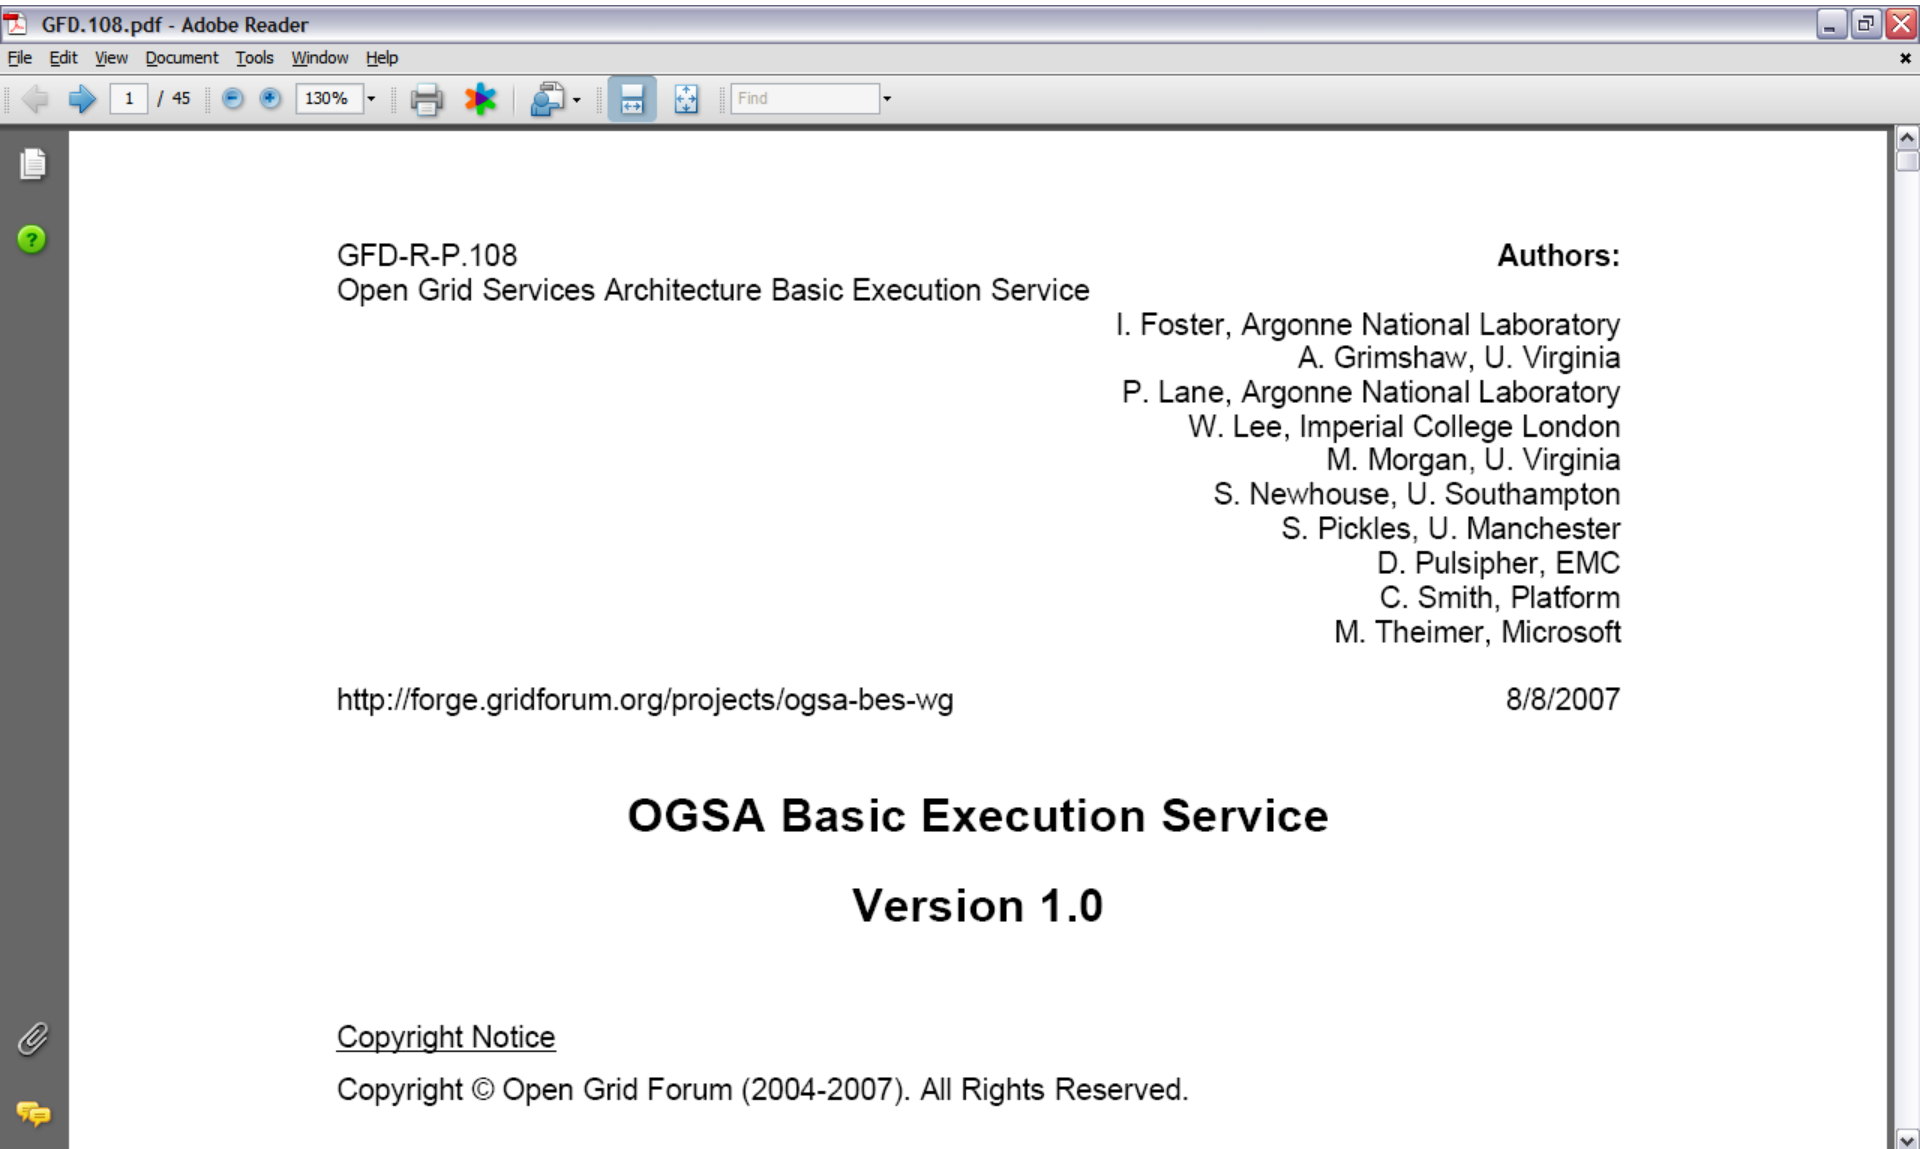 GFD.108.pdf - Adobe Reader
File Edit View Document Tools Window Help
1 / 45 130% Find
GFD-R-P.108 Authors:
Open Grid Services Architecture Basic Execution Service
I. Foster, Argonne National Laboratory
A. Grimshaw, U. Virginia
P. Lane, Argonne National Laboratory
W. Lee, Imperial College London
M. Morgan, U. Virginia
S. Newhouse, U. Southampton
S. Pickles, U. Manchester
D. Pulsipher, EMC
C. Smith, Platform
M. Theimer, Microsoft
http://forge.gridforum.org/projects/ogsa-bes-wg 8/8/2007
OGSA Basic Execution Service
Version 1.0
Copyright Notice
Copyright © Open Grid Forum (2004-2007). All Rights Reserved.